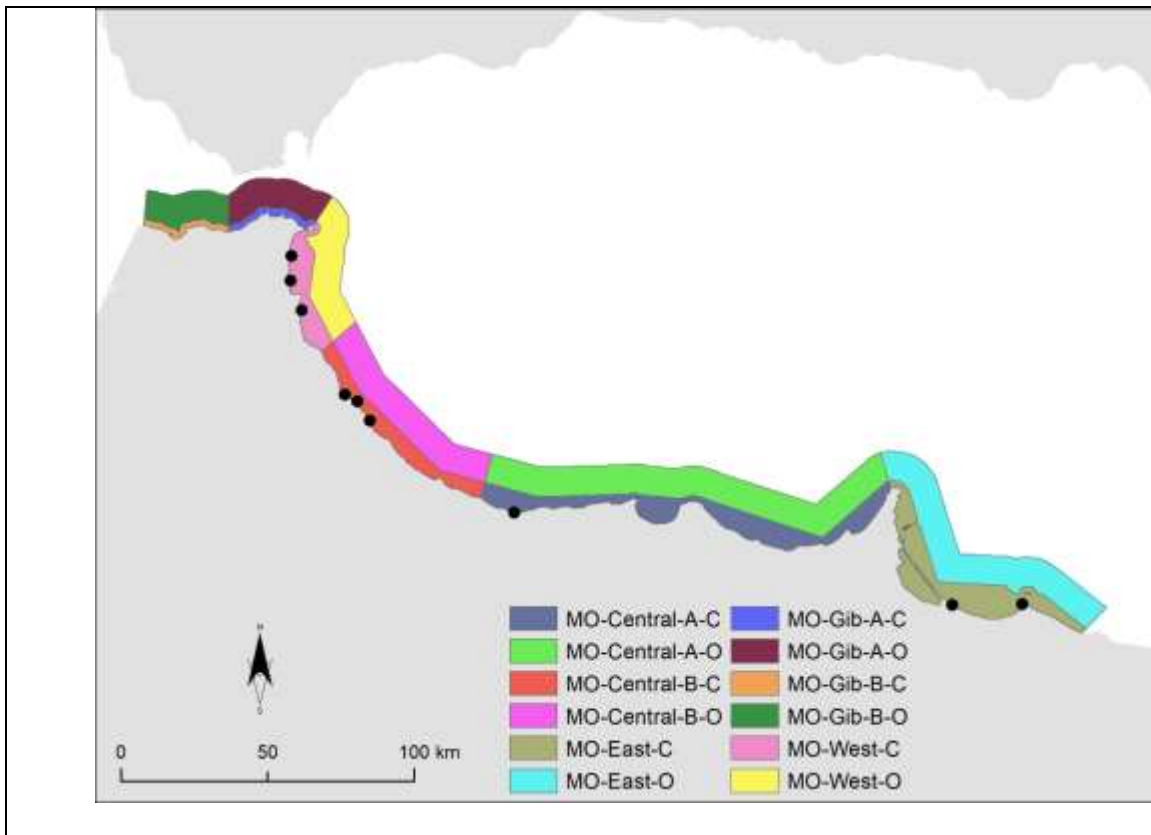 MO-Central-A-C MO-Gib-A-C
MO-Central-A-O MO-Gib-A-O
MO-Central-B-C MO-Gib-B-C
MO-Central-B-O MO-Gib-B-O
MO-East-C MO-West-C
MO-East-O MO-West-O
N
S
0 50 100 km